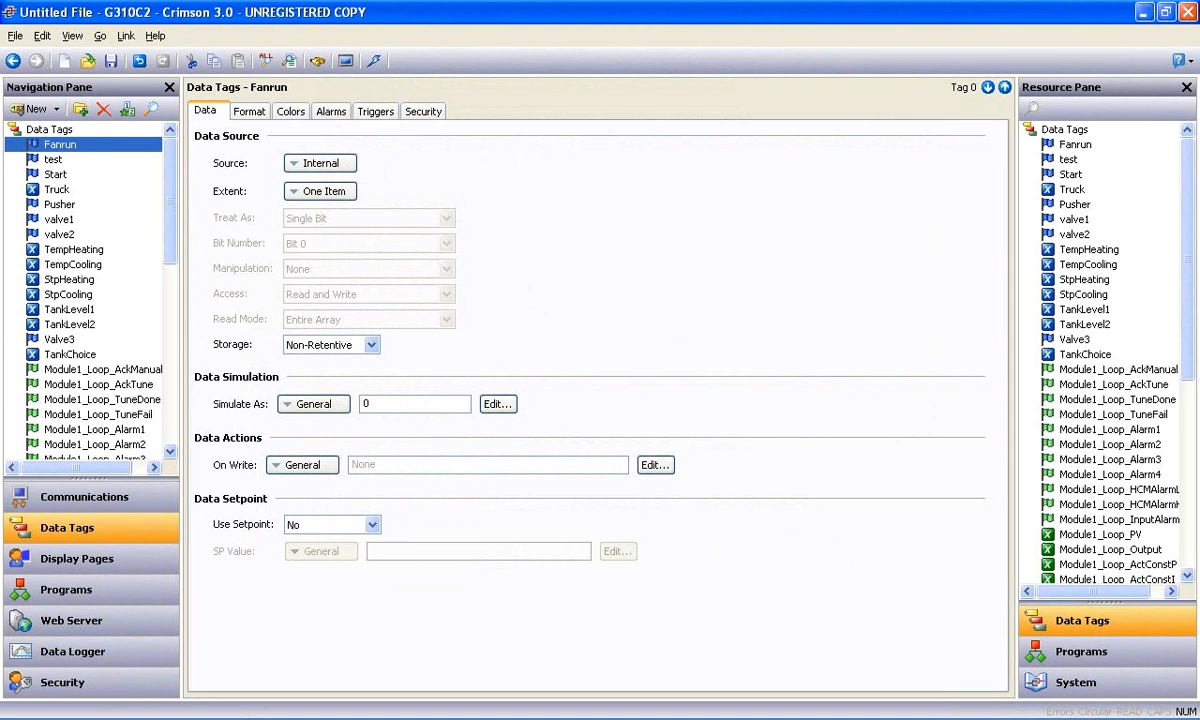 Untitled File - G310C2 - Crimson 3.0 - UNREGISTERED COPY
File Edit View Go Link Help
Navigation Pane
New
Data Tags
Fanrun
test
Start
Truck
Pusher
valve1
valve2
TempHeating
TempCooling
StpHeating
StpCooling
TankLevel1
TankLevel2
Valve3
TankChoice
Module1_Loop_AckManual
Module1_Loop_AckTune
Module1_Loop_TuneDone
Module1_Loop_TuneFail
Module1_Loop_Alarm1
Module1_Loop_Alarm2
Module1_Loop_Alarm3
Communications
Data Tags
Display Pages
Programs
Web Server
Data Logger
Security
Data Tags - Fanrun
Tag 0
Data Format Colors Alarms Triggers Security
Data Source
Source: Internal
Extent: One Item
Treat As: Single Bit
Bit Number: Bit 0
Manipulation: None
Access: Read and Write
Read Mode: Entire Array
Storage: Non-Retentive
Data Simulation
Simulate As: General 0 Edit...
Data Actions
On Write: General None Edit...
Data Setpoint
Use Setpoint: No
SP Value: General Edit...
Resource Pane
Data Tags
Fanrun
test
Start
Truck
Pusher
valve1
valve2
TempHeating
TempCooling
StpHeating
StpCooling
TankLevel1
TankLevel2
Valve3
TankChoice
Module1_Loop_AckManual
Module1_Loop_AckTune
Module1_Loop_TuneDone
Module1_Loop_TuneFail
Module1_Loop_Alarm1
Module1_Loop_Alarm2
Module1_Loop_Alarm3
Module1_Loop_Alarm4
Module1_Loop_HCMAlarmL
Module1_Loop_HCMAlarmH
Module1_Loop_InputAlarm
Module1_Loop_PV
Module1_Loop_Output
Module1_Loop_ActConstP
Module1_Loop_ActConstI
Data Tags
Programs
System
Errors Circular READ CAPS NUM